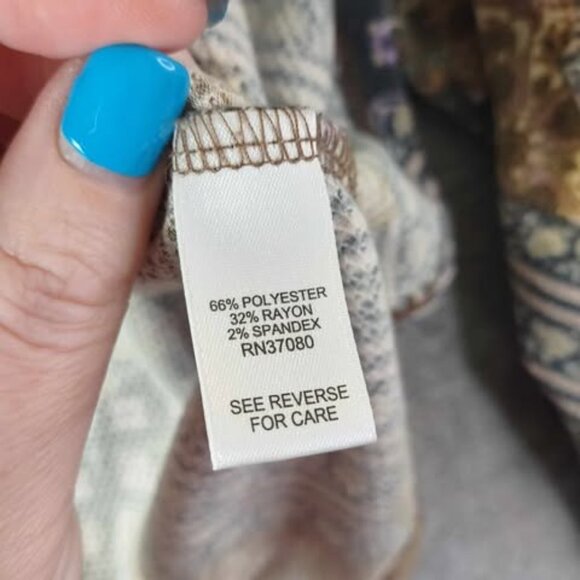 66% POLYESTER
32% RAYON
2% SPANDEX
RN37080
SEE REVERSE
FOR CARE